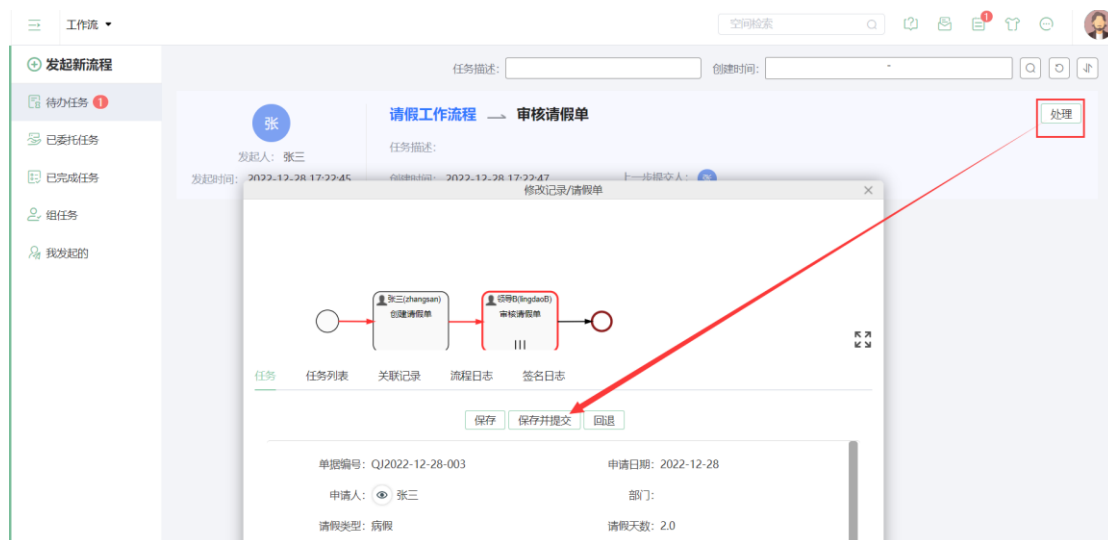 工作流
空间检索
1
发起新流程
任务描述:
创建时间:
-
待办任务 1
已委托任务
已完成任务
组任务
我发起的
张
发起人: 张三
发起时间: 2022-12-28 17:22:45
请假工作流程 审核请假单
处理
任务描述:
创建时间: 2022-12-28 17:22:47
上一步提交人: 张
修改记录/请假单
张三(zhangsan)
创建请假单
领导B(lingdaoB)
审核请假单
任务 任务列表 关联记录 流程日志 签名日志
保存 保存并提交 回退
单据编号: QJ2022-12-28-003 申请日期: 2022-12-28
申请人: 张三 部门:
请假类型: 病假 请假天数: 2.0